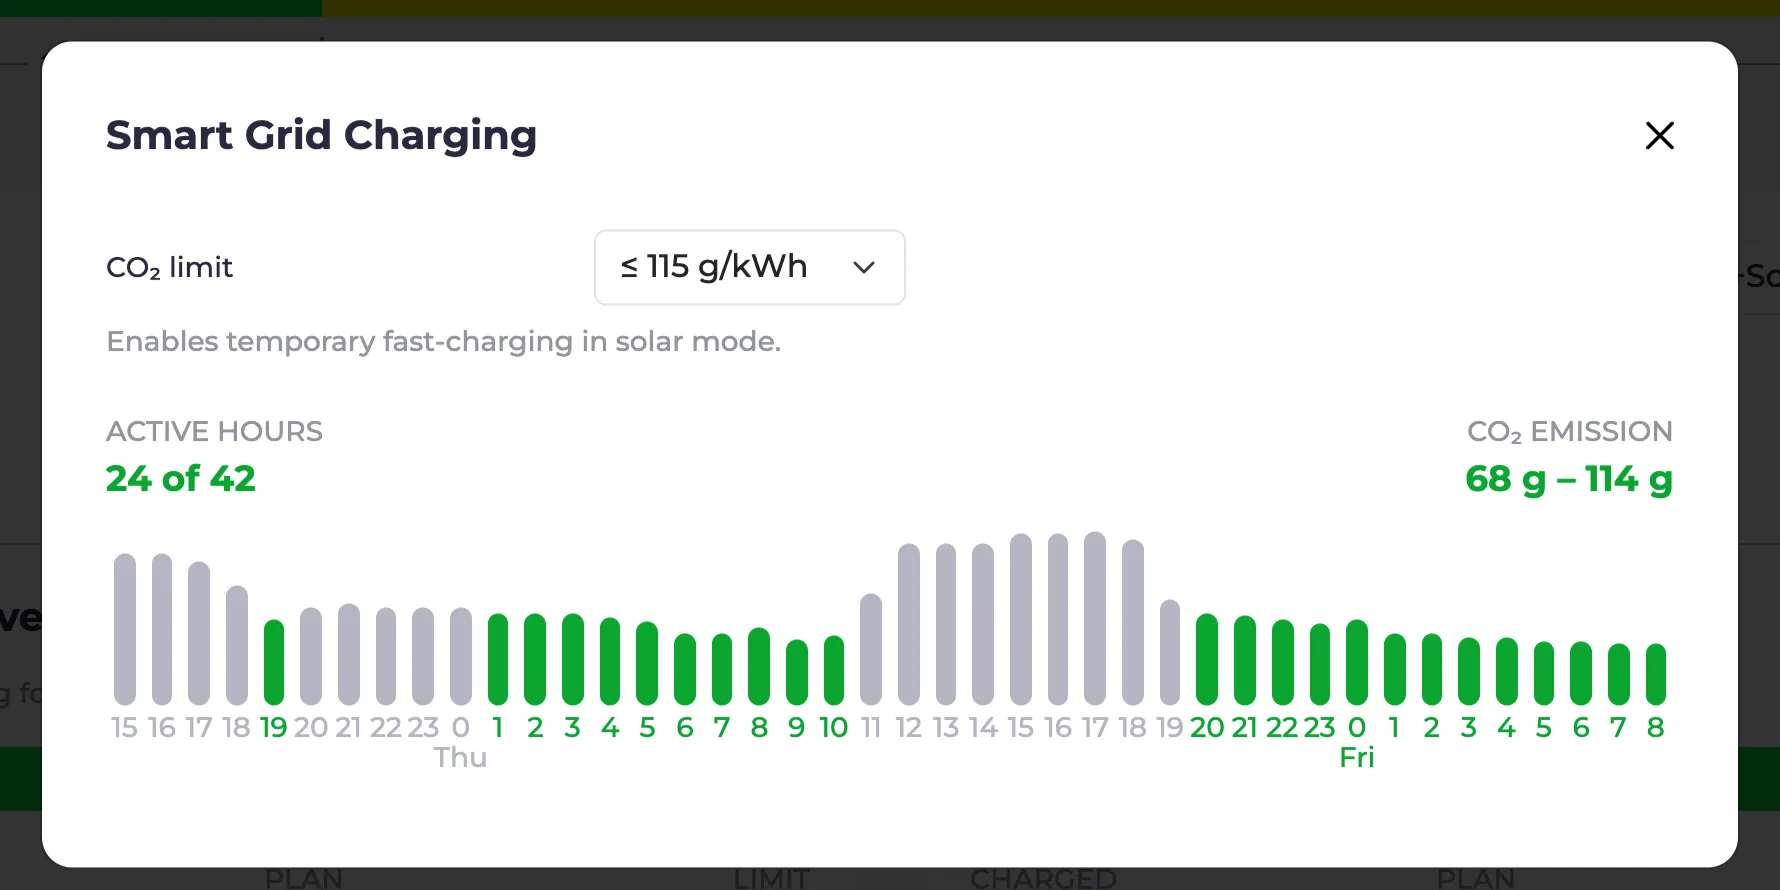 Smart Grid Charging
CO₂ limit
≤ 115 g/kWh
Enables temporary fast-charging in solar mode.
ACTIVE HOURS
CO₂ EMISSION
24 of 42
68 g – 114 g
15 16 17 18 19 20 21 22 23 0 1 2 3 4 5 6 7 8 9 10 11 12 13 14 15 16 17 18 19 20 21 22 23 0 1 2 3 4 5 6 7 8
Thu Fri
PLAN LIMIT CHARGED PLAN